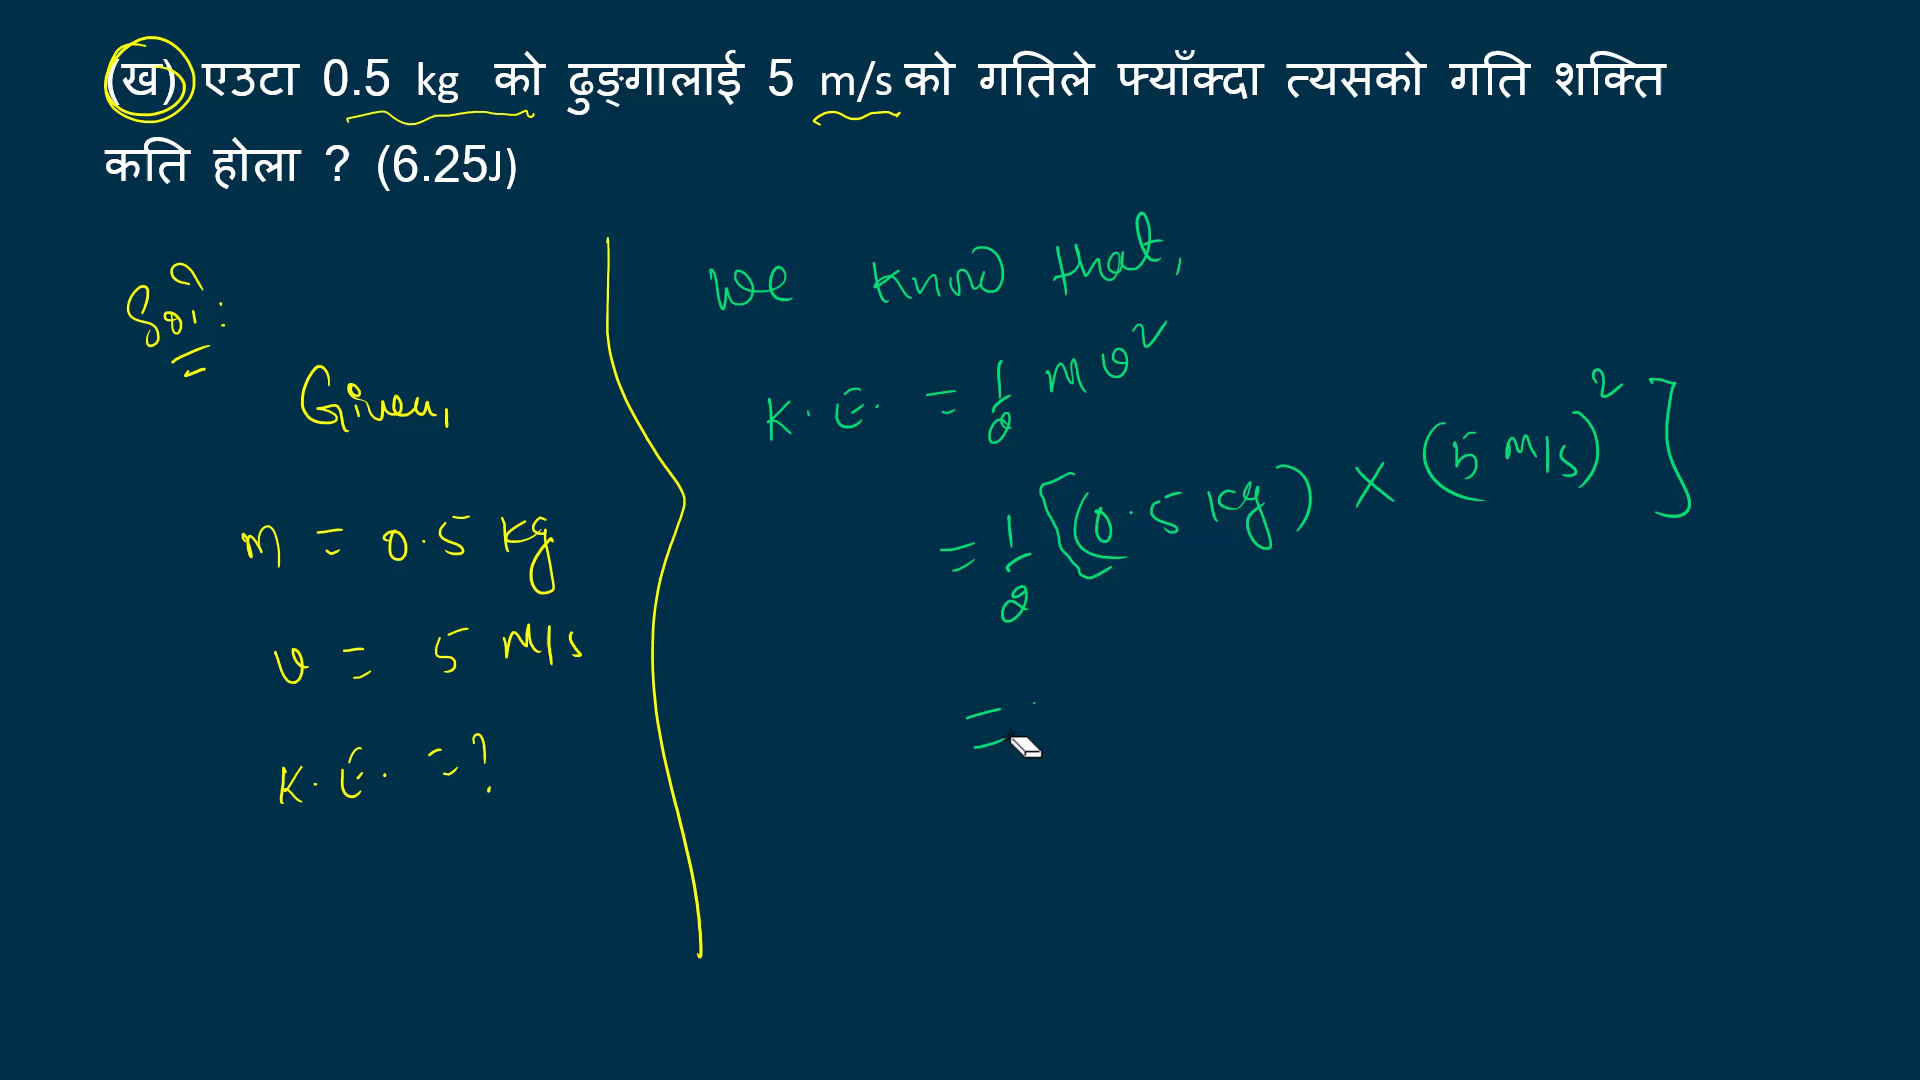 (ख) एउटा 0.5 kg को ढुङ्गालाई 5 m/s को गतिले फ्याँक्दा त्यसको गति शक्ति
कति होला ? (6.25J)
Solⁿ:
Given,
m = 0.5 kg
v = 5 m/s
K.E. = ?
We know that,
K.E. = 1/2 mv²
= 1/2 [(0.5 kg) × (5 m/s)²]
=